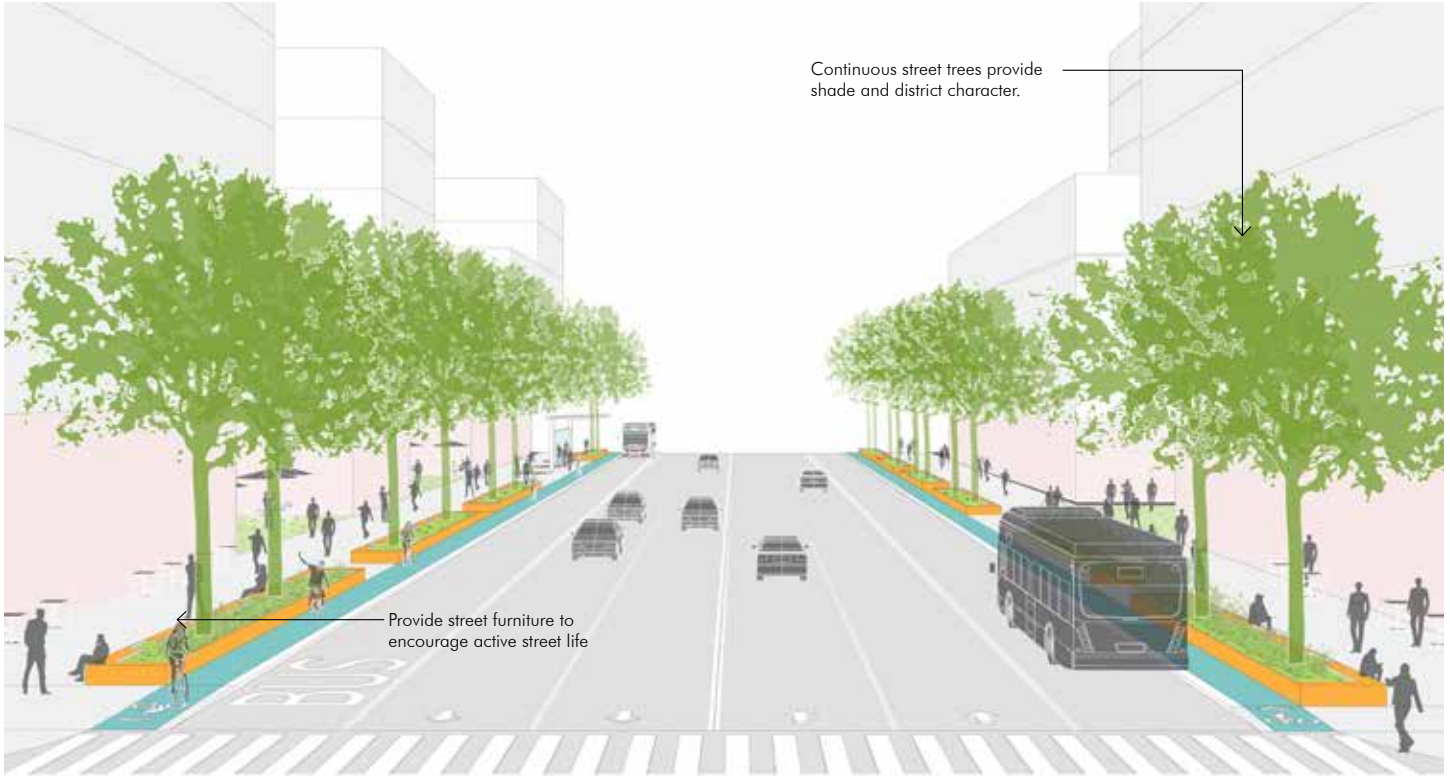 Continuous street trees provide
shade and district character.
Provide street furniture to
encourage active street life
BUS